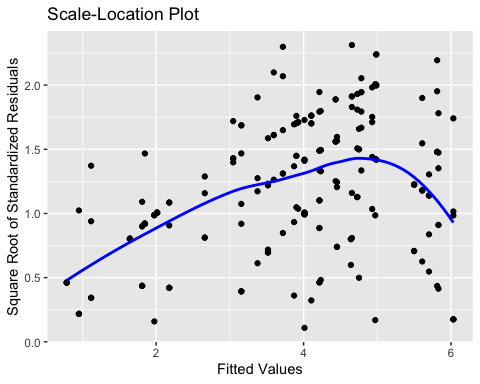 Scale-Location Plot
Square Root of Standardized Residuals
2.0
1.5
1.0
0.5
0.0
2
4
6
Fitted Values